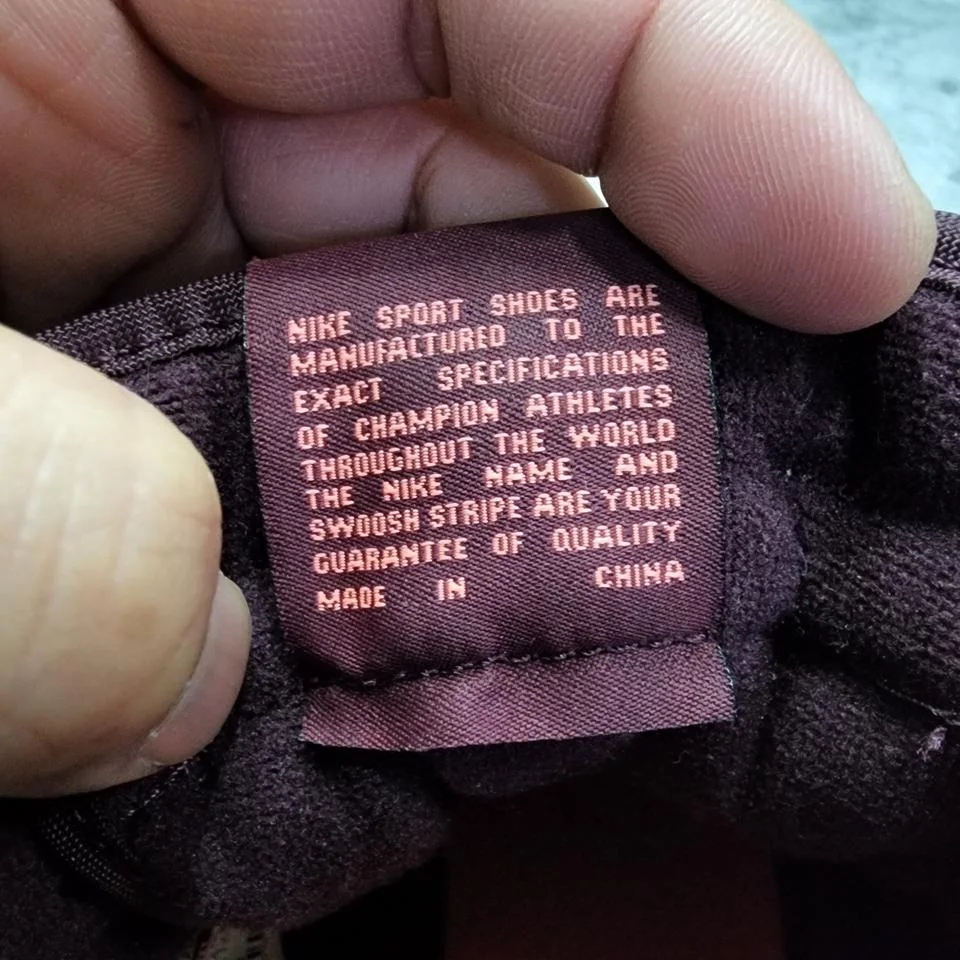 NIKE SPORT SHOES ARE
MANUFACTURED TO THE
EXACT SPECIFICATIONS
OF CHAMPION ATHLETES
THROUGHOUT THE WORLD
THE NIKE NAME AND
SWOOSH STRIPE ARE YOUR
GUARANTEE OF QUALITY
MADE IN CHINA